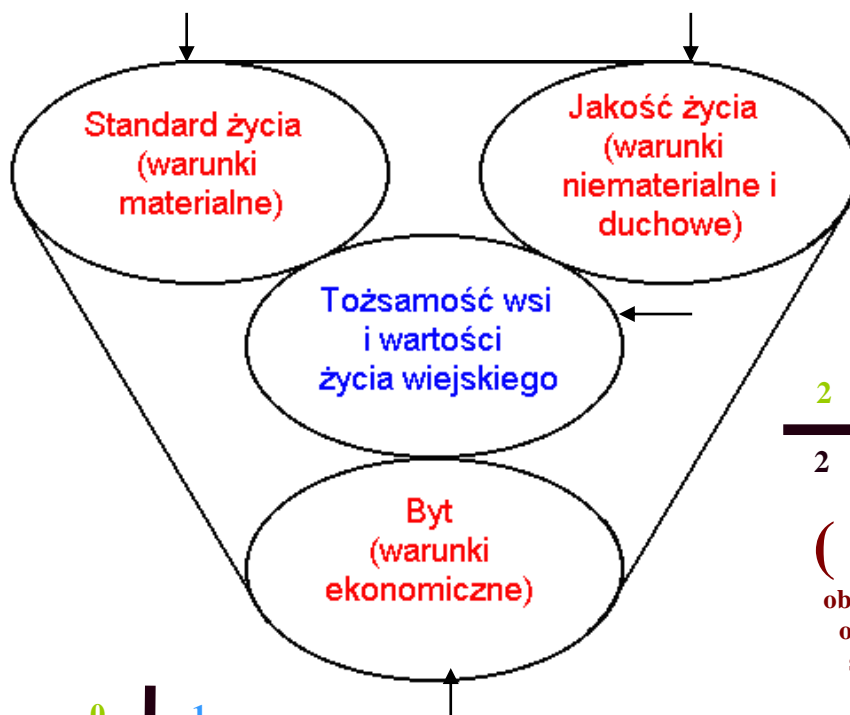 Standard życia
(warunki
materialne)
Jakość życia
(warunki
niematerialne i
duchowe)
Tożsamość wsi
i wartości
życia wiejskiego
2
2
(
Byt
(warunki
ekonomiczne)
1